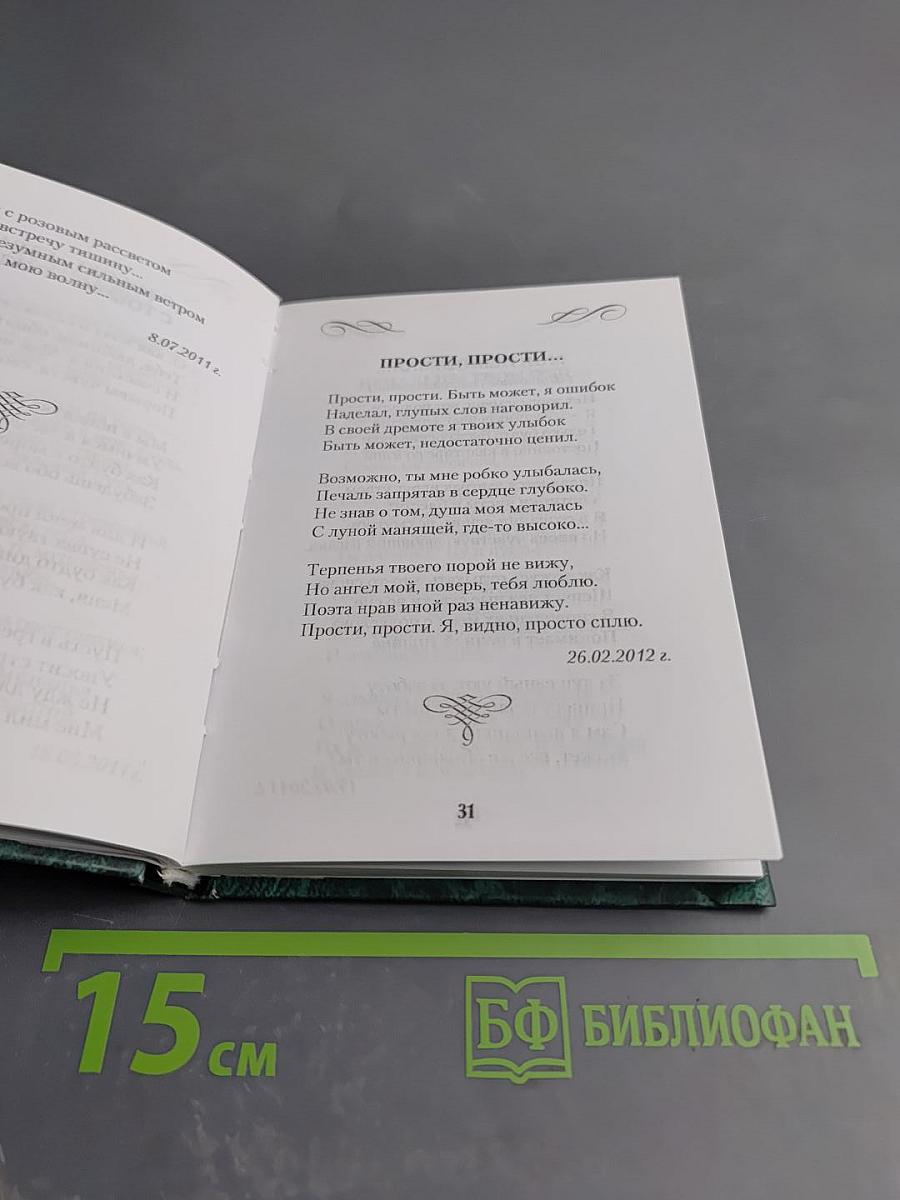 с розовым рассветом
встречу тишину...
безумным сильным встром
мою волну...
8.07.2011 г.
ПРОСТИ, ПРОСТИ...
Прости, прости. Быть может, я ошибок
Наделал, глупых слов наговорил.
В своей дремоте я твоих улыбок
Быть может, недостаточно ценил.
Возможно, ты мне робко улыбалась,
Печаль запрятав в сердце глубоко.
Не знав о том, душа моя металась
С луной манящей, где-то высоко...
Терпенья твоего порой не вижу,
Но ангел мой, поверь, тебя люблю.
Поэта нрав иной раз ненавижу.
Прости, прости. Я, видно, просто сплю.
26.02.2012 г.
31
15 см
БФ БИБЛИОФАН